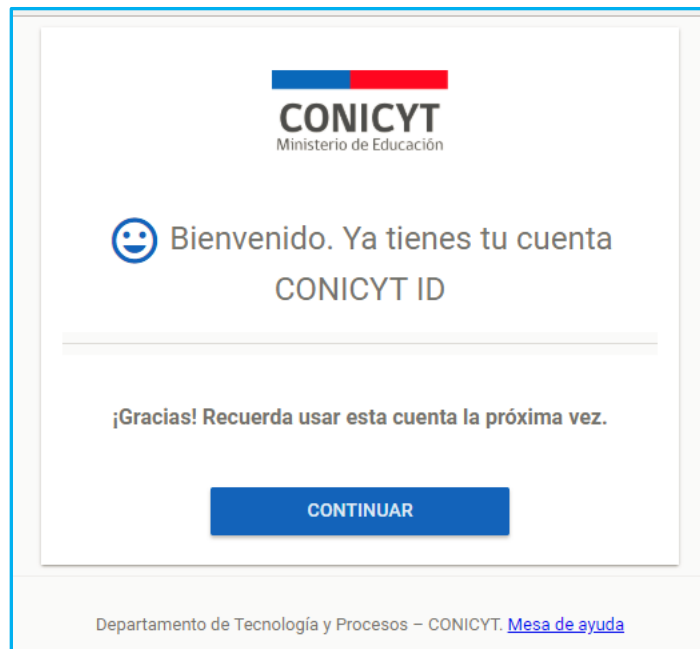 CONICYT
Ministerio de Educación
Bienvenido. Ya tienes tu cuenta
CONICYT ID
¡Gracias! Recuerda usar esta cuenta la próxima vez.
CONTINUAR
Departamento de Tecnología y Procesos – CONICYT. Mesa de ayuda